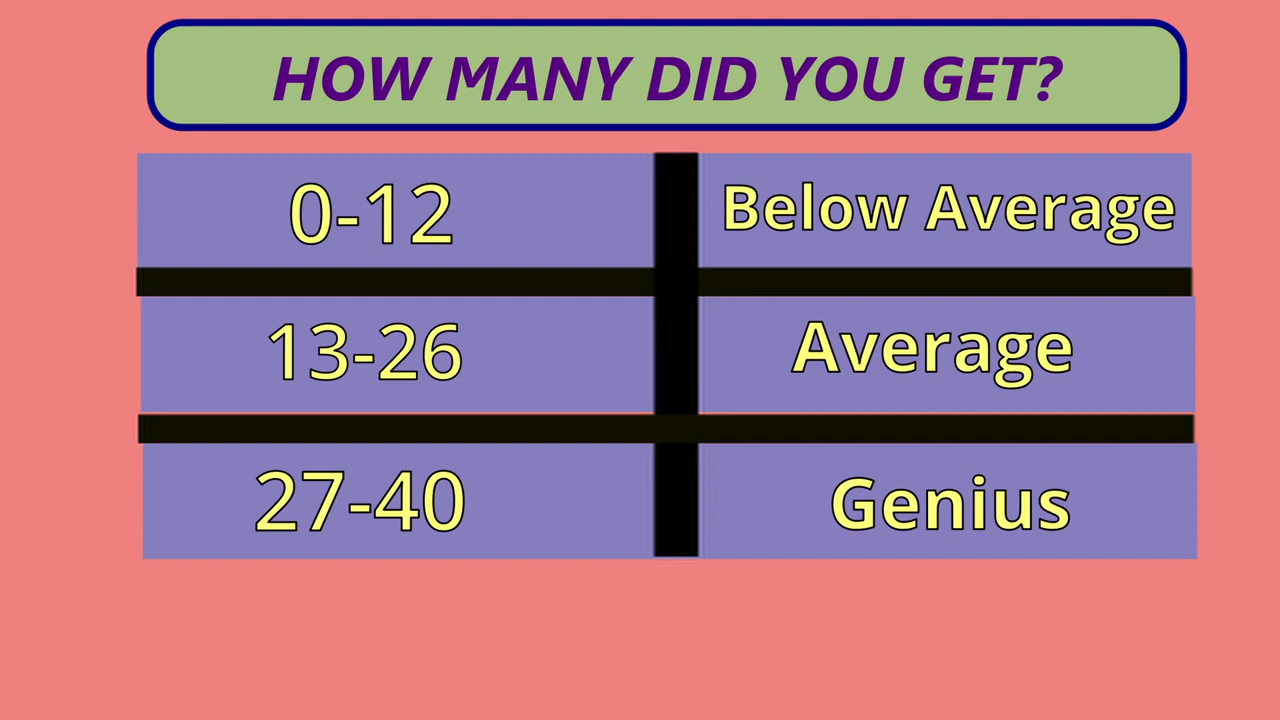 HOW MANY DID YOU GET?
0-12 Below Average
13-26 Average
27-40 Genius